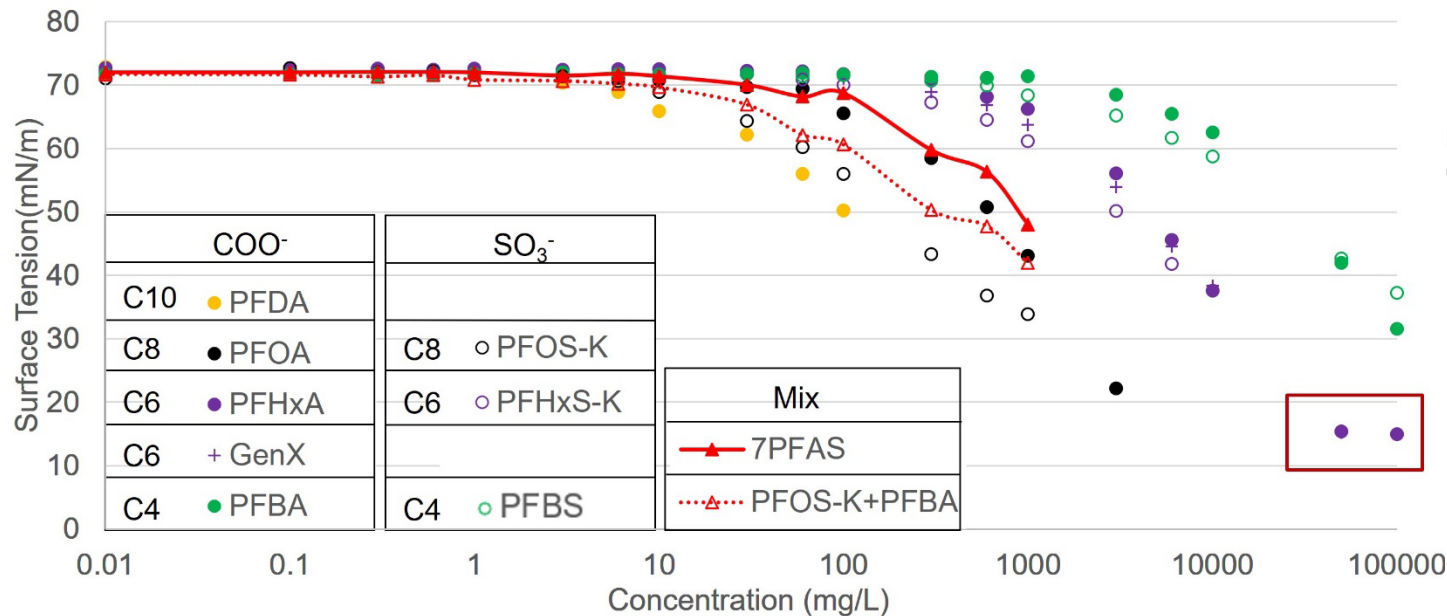 80
70
60
50
40
30
20
10
0
Surface Tension(mN/m)
COO⁻
C10 PFDA
C8 PFOA
C6 PFHxA
C6 GenX
C4 PFBA
SO₃⁻
C8 PFOS-K
C6 PFHxS-K
C4 PFBS
Mix
7PFAS
PFOS-K+PFBA
0.01 0.1 1 10 100 1000 10000 100000
Concentration (mg/L)